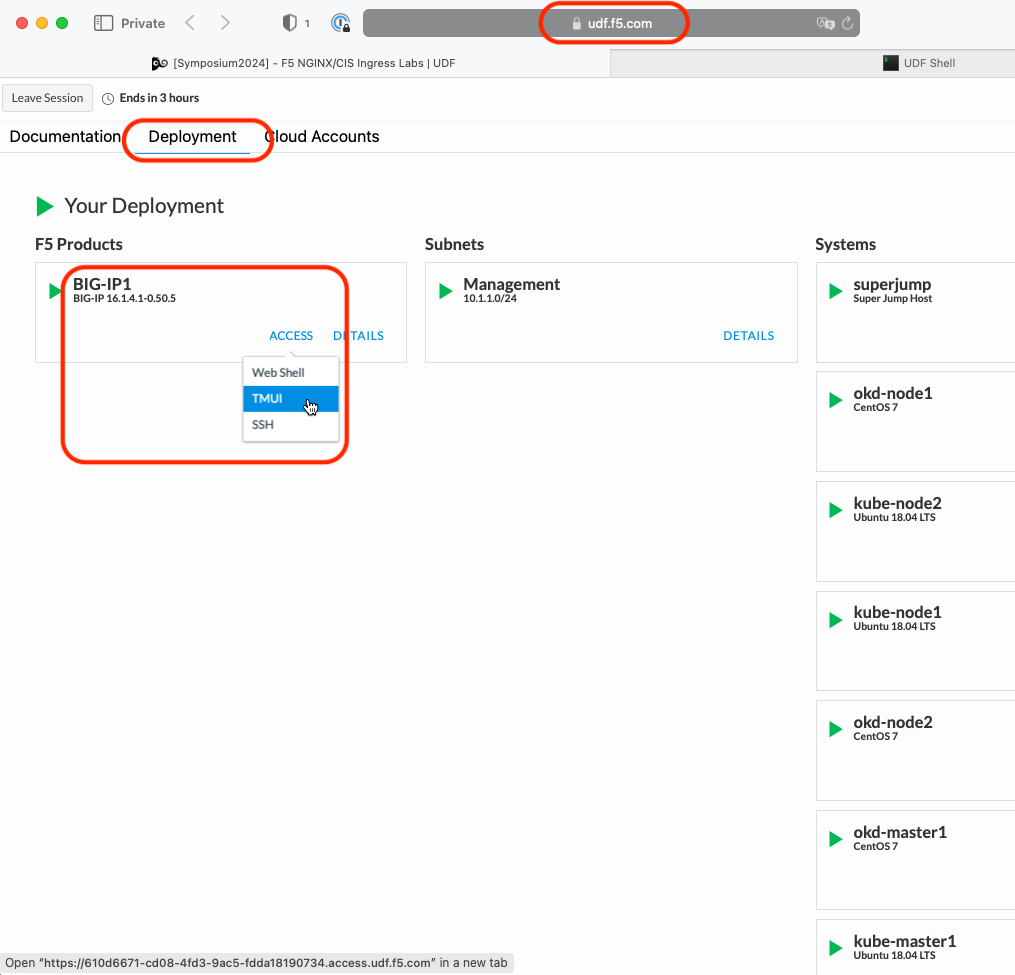 Private
1
udf.f5.com
[Symposium2024] - F5 NGINX/CIS Ingress Labs | UDF
UDF Shell
Leave Session
Ends in 3 hours
Documentation
Deployment
Cloud Accounts
Your Deployment
F5 Products
BIG-IP1
BIG-IP 16.1.4.1-0.50.5
ACCESS
DETAILS
Web Shell
TMUI
SSH
Subnets
Management
10.1.1.0/24
DETAILS
Systems
superjump
Super Jump Host
okd-node1
CentOS 7
kube-node2
Ubuntu 18.04 LTS
kube-node1
Ubuntu 18.04 LTS
okd-node2
CentOS 7
okd-master1
CentOS 7
kube-master1
Ubuntu 18.04 LTS
Open “https://610d6671-cd08-4fd3-9ac5-fdda18190734.access.udf.f5.com” in a new tab